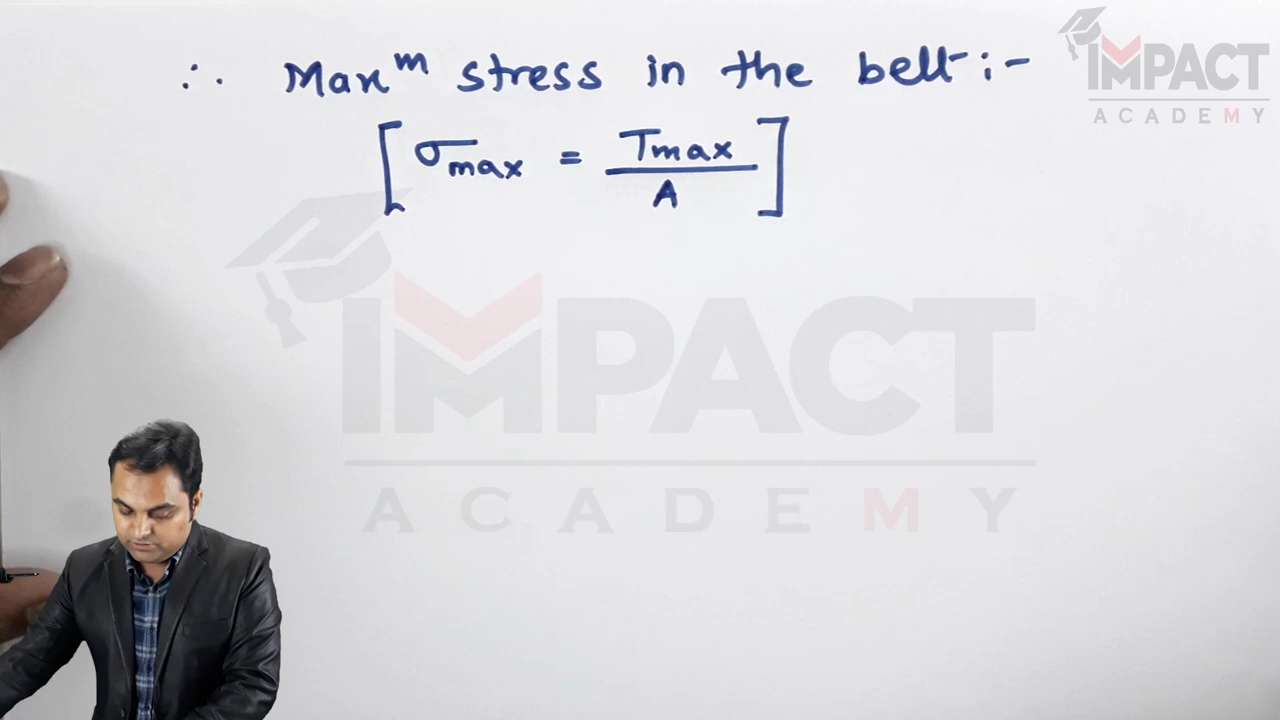 ∴ Maxᵐ stress in the belt :-
[ σmax = Tmax / A ]
IMPACT
ACADEMY
IMPACT
ACADEMY